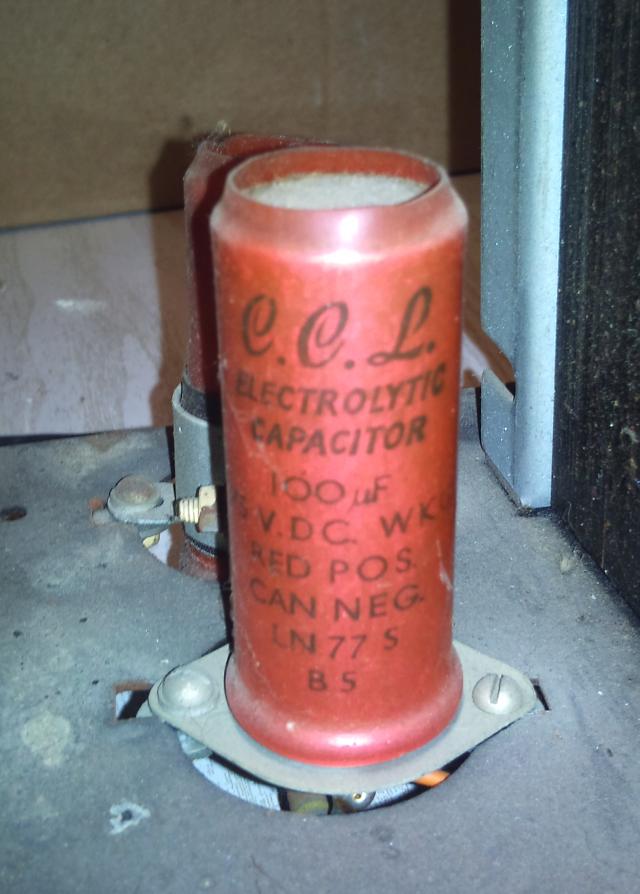 C.C.L.
ELECTROLYTIC
CAPACITOR
100µF
V.DC. WK
RED POS.
CAN NEG.
LN 77 S
B S